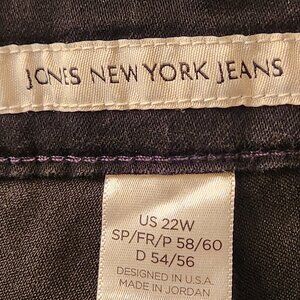 JONES NEW YORK JEANS
US 22W
SP/FR/P 58/60
D 54/56
DESIGNED IN U.S.A.
MADE IN JORDAN